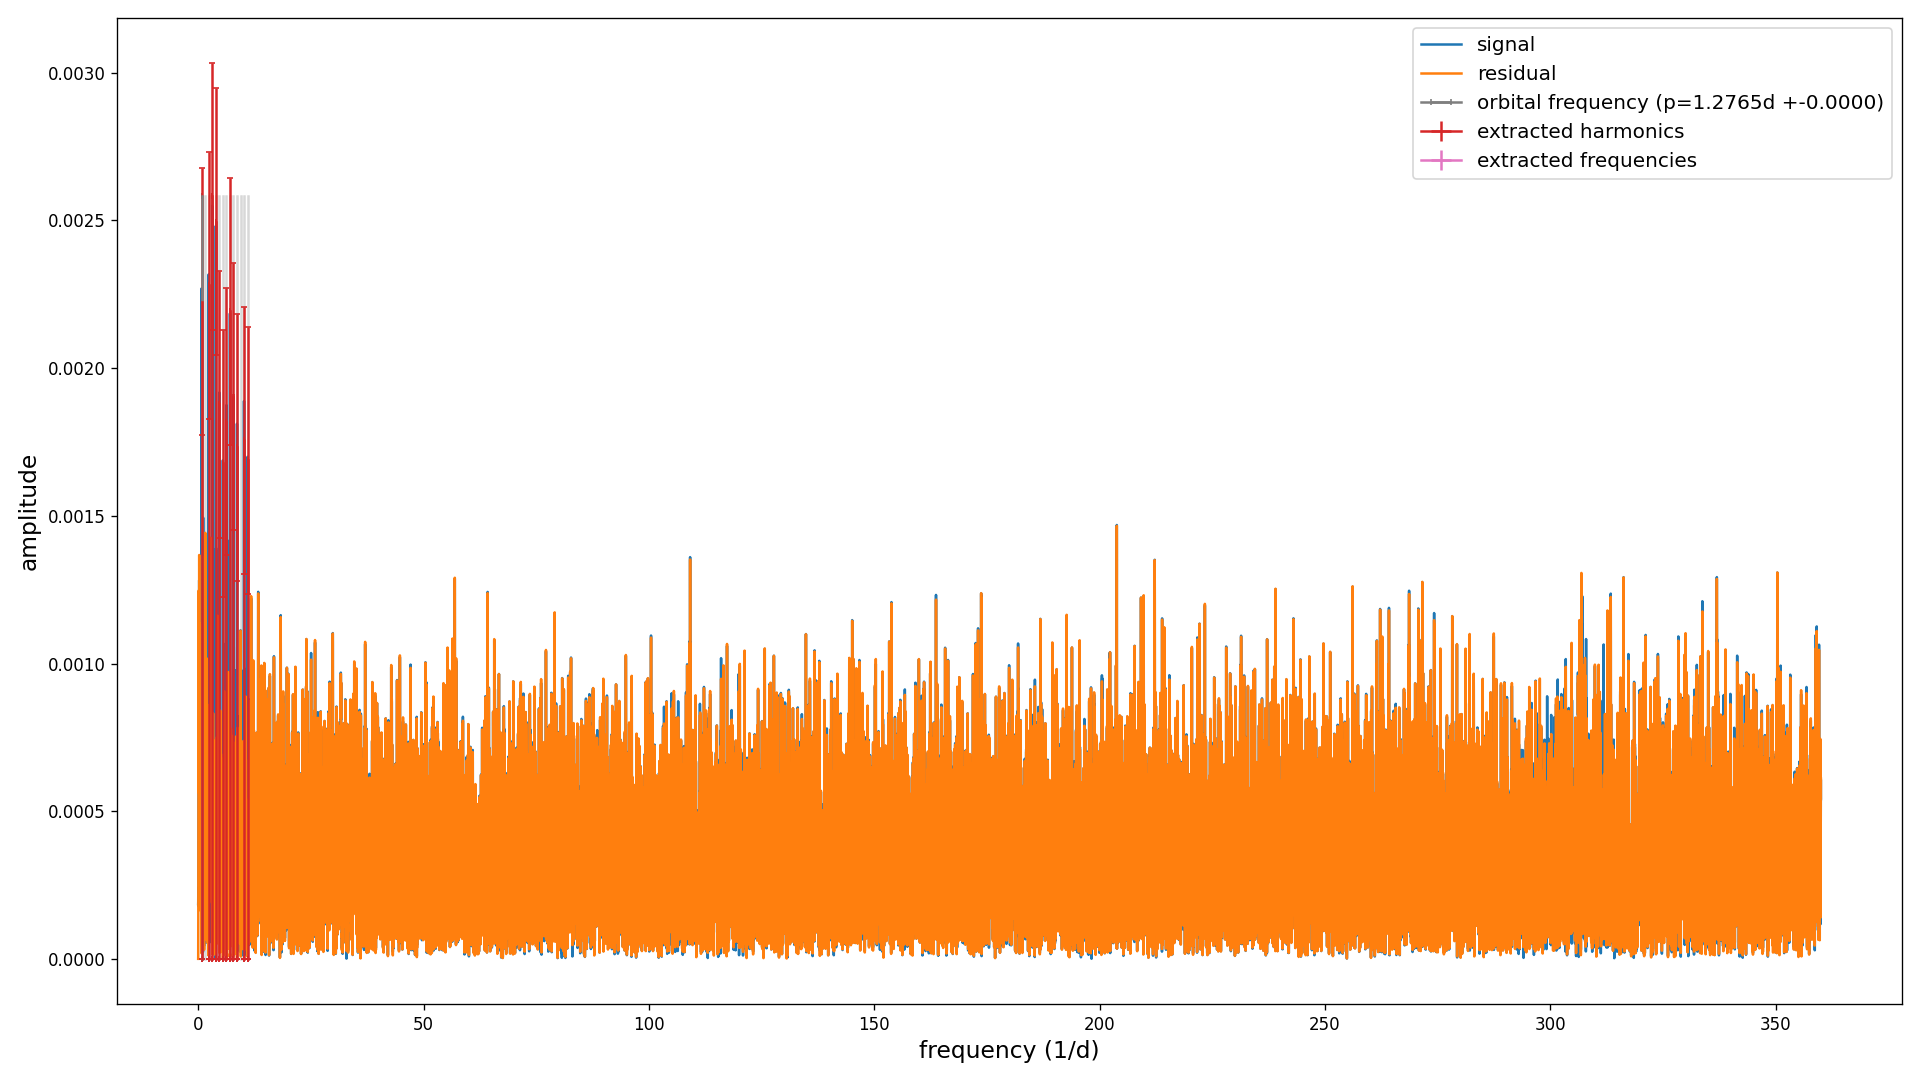 signal
residual
orbital frequency (p=1.2765d +-0.0000)
extracted harmonics
extracted frequencies
0.0030
0.0025
0.0020
0.0015
0.0010
0.0005
0.0000
amplitude
0 50 100 150 200 250 300 350
frequency (1/d)